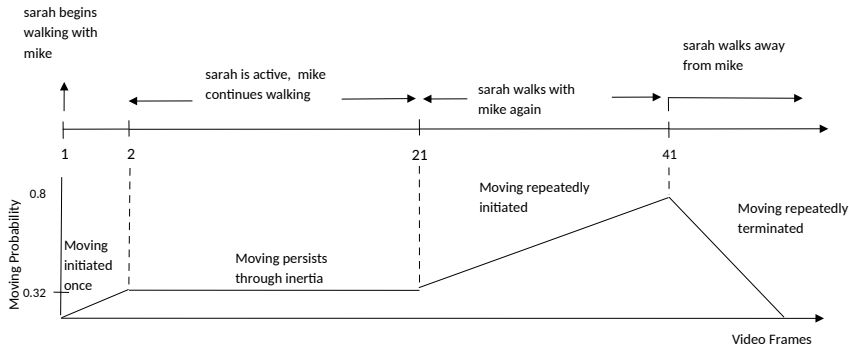 sarah begins
walking with
mike
sarah is active,  mike
continues walking
sarah walks with
mike again
sarah walks away
from mike
1
2
21
41
Moving Probability
0.8
0.32
Moving
initiated
once
Moving persists
through inertia
Moving repeatedly
initiated
Moving repeatedly
terminated
Video Frames